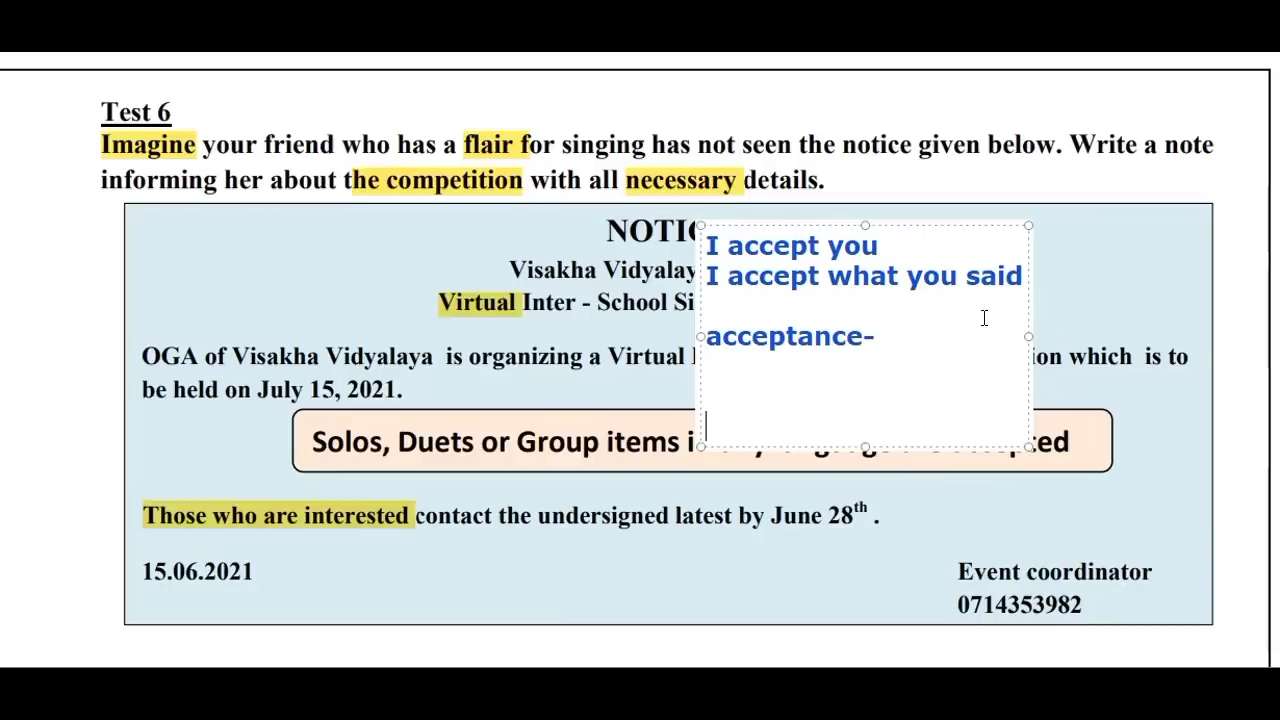 Test 6
Imagine your friend who has a flair for singing has not seen the notice given below. Write a note
informing her about the competition with all necessary details.
NOTIC
I accept you
Visakha Vidyalay
I accept what you said
Virtual Inter - School Si
acceptance-
OGA of Visakha Vidyalaya is organizing a Virtual ion which is to
be held on July 15, 2021.
Solos, Duets or Group items
Those who are interested contact the undersigned latest by June 28th .
15.06.2021 Event coordinator
0714353982